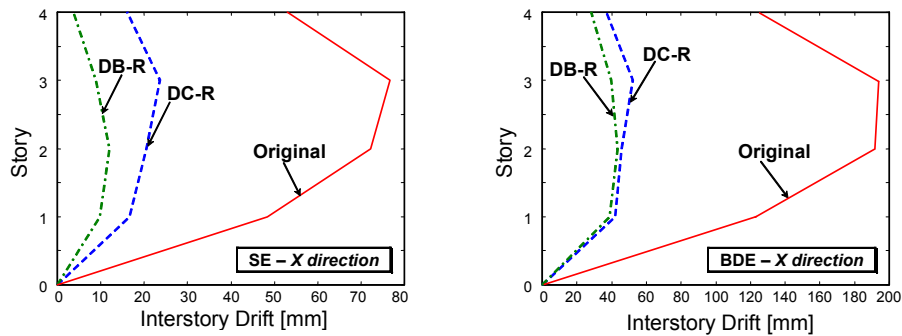 4
3
2
1
0
Story
DB-R
DC-R
Original
SE – X direction
0 10 20 30 40 50 60 70 80
Interstory Drift [mm]
4
3
2
1
0
Story
DB-R
DC-R
Original
BDE – X direction
0 20 40 60 80 100 120 140 160 180 200
Interstory Drift [mm]